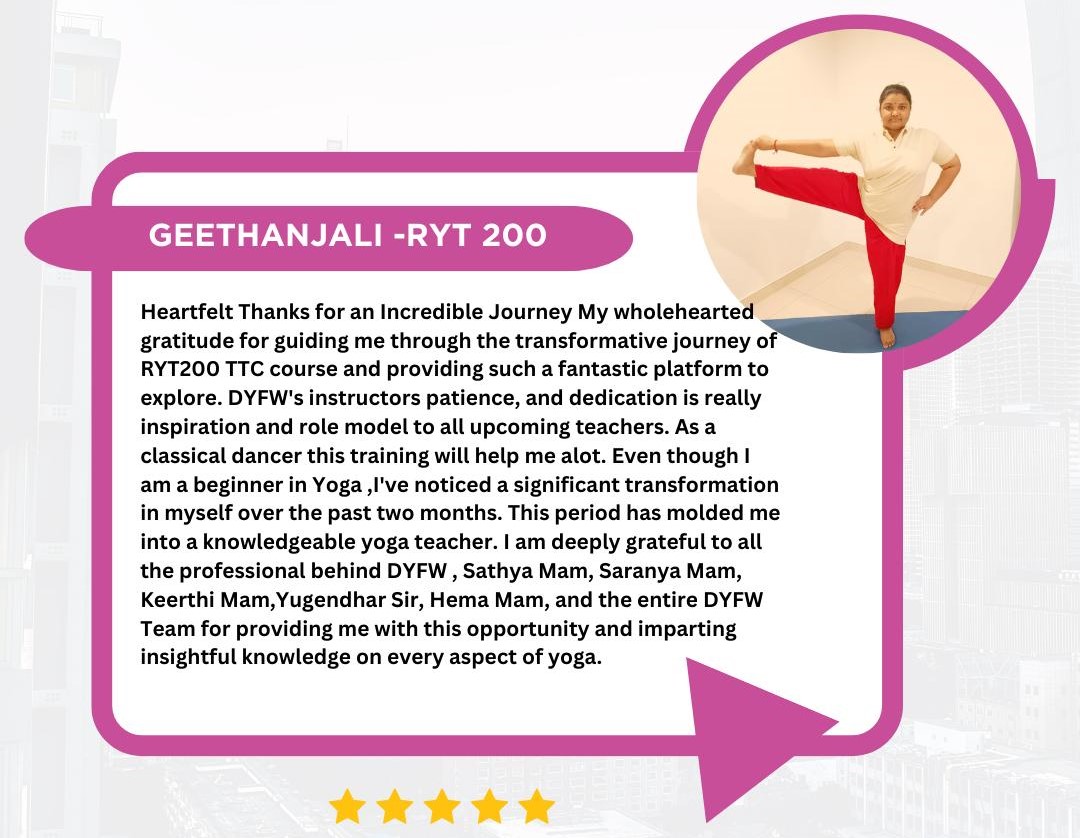 GEETHANJALI -RYT 200
Heartfelt Thanks for an Incredible Journey My wholehearted
gratitude for guiding me through the transformative journey of
RYT200 TTC course and providing such a fantastic platform to
explore. DYFW's instructors patience, and dedication is really
inspiration and role model to all upcoming teachers. As a
classical dancer this training will help me alot. Even though I
am a beginner in Yoga ,I've noticed a significant transformation
in myself over the past two months. This period has molded me
into a knowledgeable yoga teacher. I am deeply grateful to all
the professional behind DYFW , Sathya Mam, Saranya Mam,
Keerthi Mam,Yugendhar Sir, Hema Mam, and the entire DYFW
Team for providing me with this opportunity and imparting
insightful knowledge on every aspect of yoga.